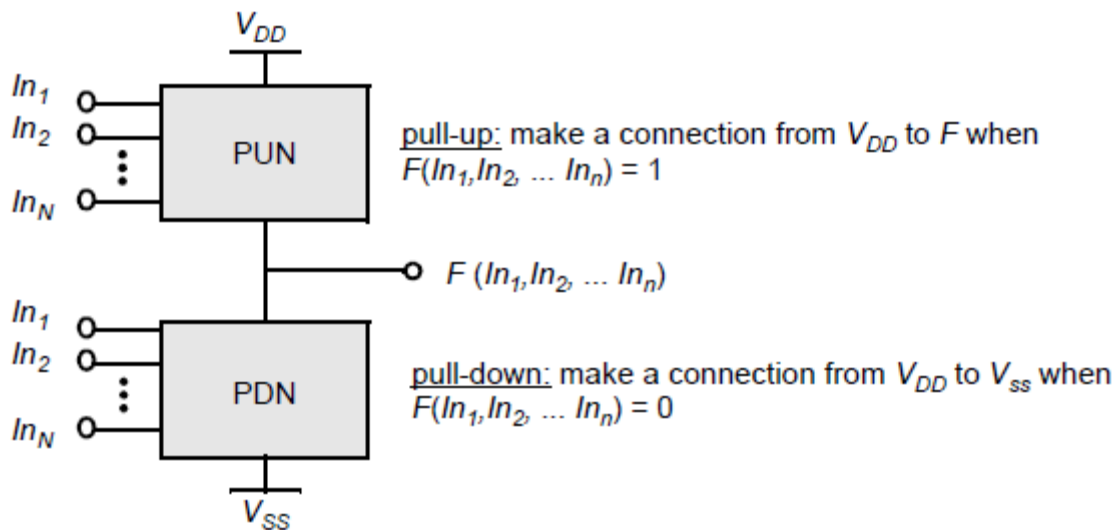 V_DD
In_1
In_2
In_N
PUN
pull-up: make a connection from V_DD to F when
F(In_1,In_2, ... In_n) = 1
F (In_1,In_2, ... In_n)
In_1
In_2
In_N
PDN
pull-down: make a connection from V_DD to V_ss when
F(In_1,In_2, ... In_n) = 0
V_SS